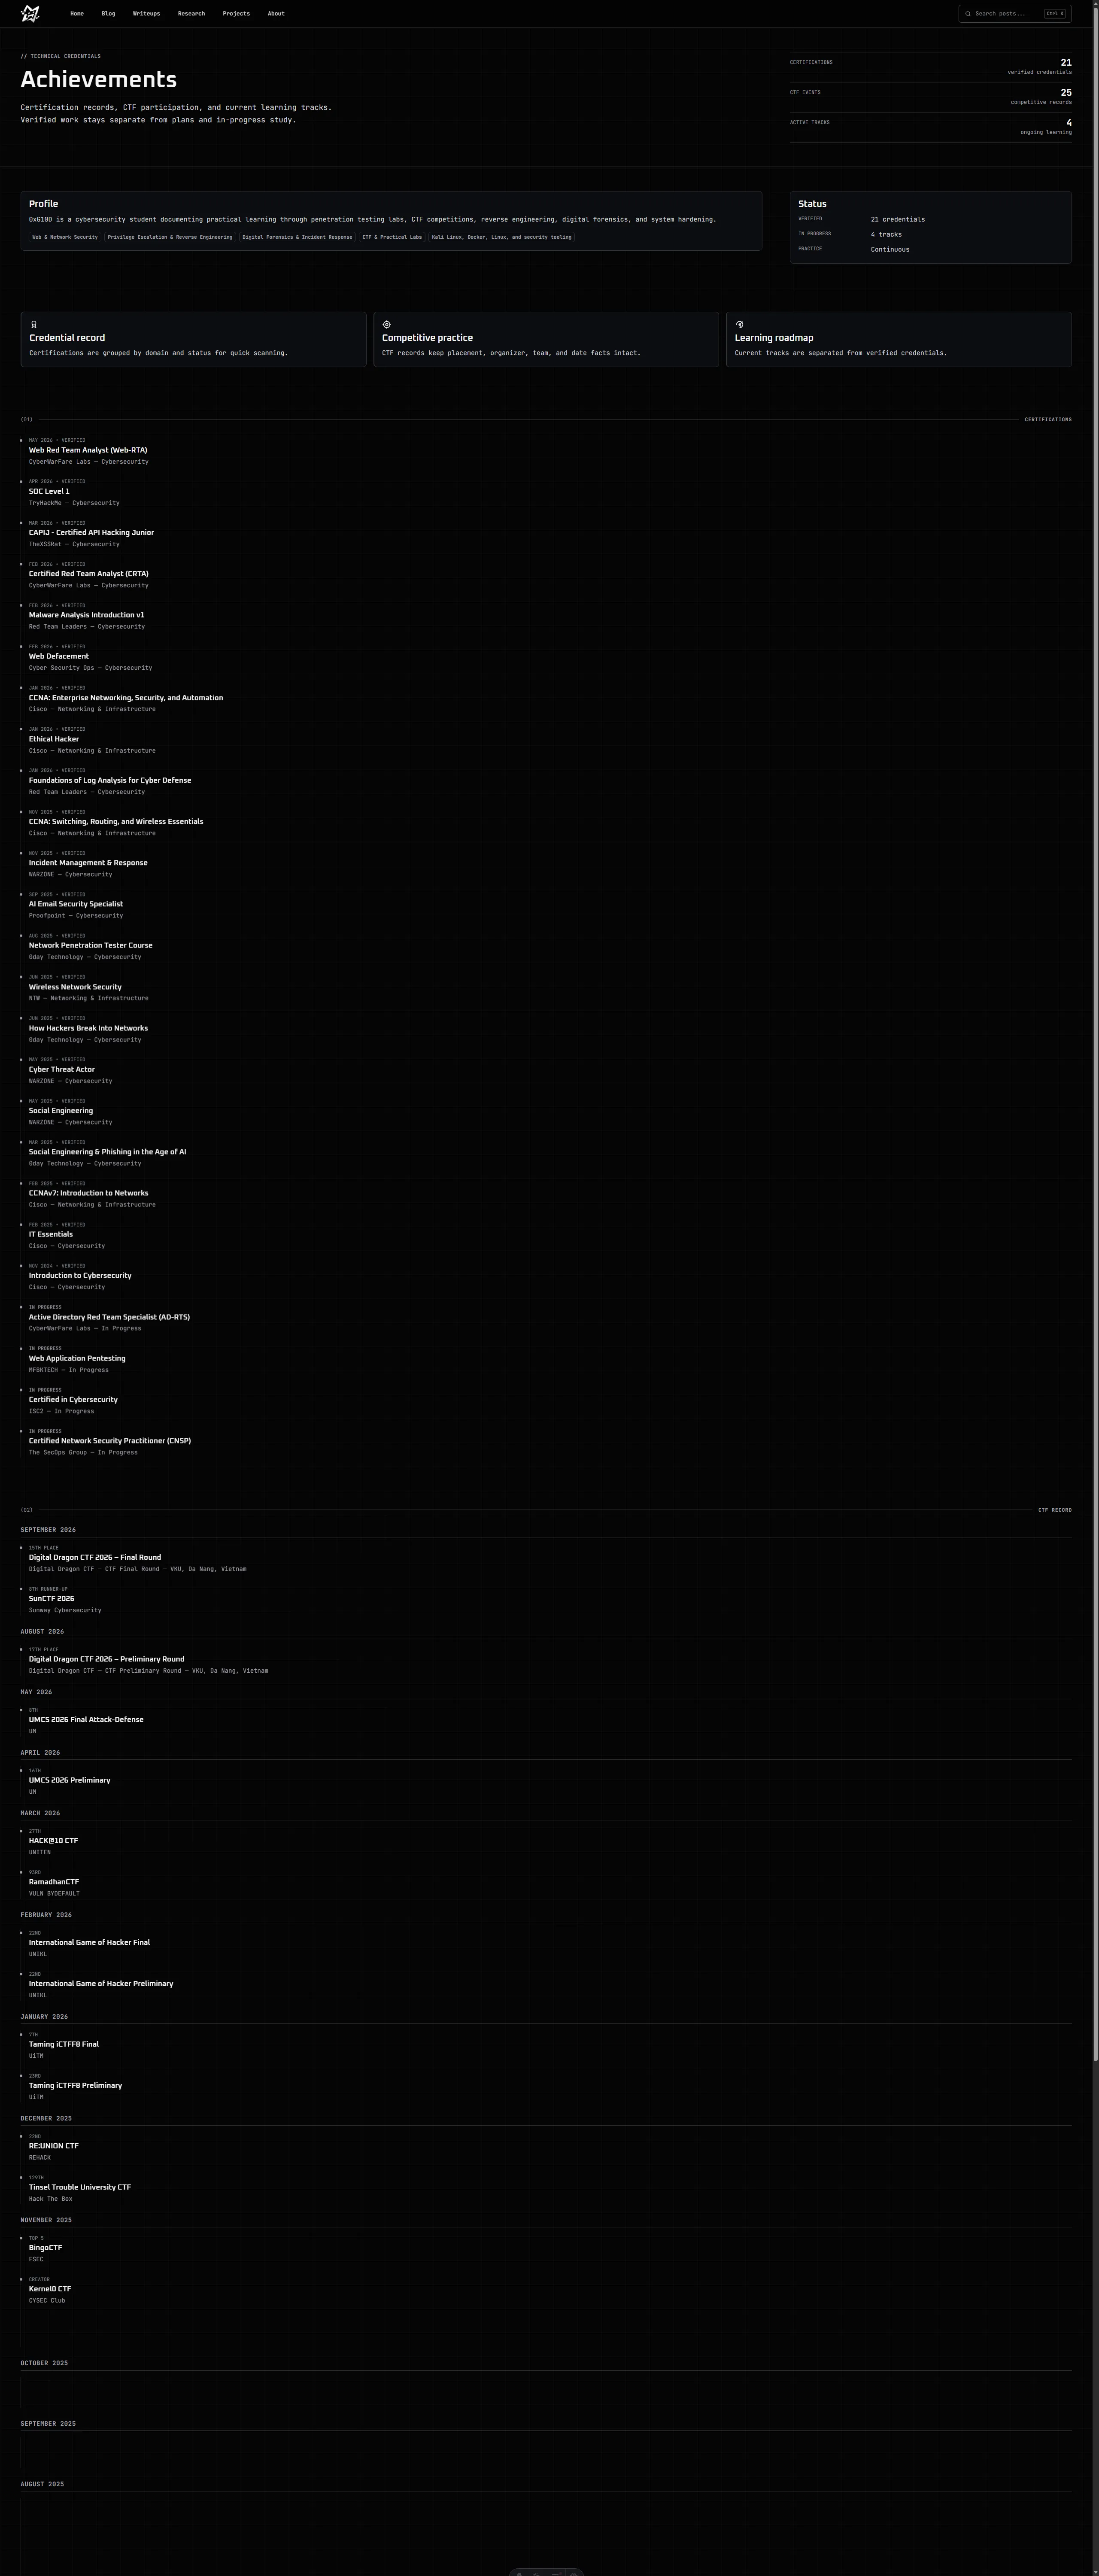 Home Blog Writeups Research Projects About Search posts... Ctrl K
// TECHNICAL CREDENTIALS
Achievements
Certification records, CTF participation, and current learning tracks.
Verified work stays separate from plans and in-progress study.
CERTIFICATIONS 21
verified credentials
CTF EVENTS 25
competitive records
ACTIVE TRACKS 4
ongoing learning
Profile
0xG10D is a cybersecurity student documenting practical learning through penetration testing labs, CTF competitions, reverse engineering, digital forensics, and system hardening.
Web & Network Security Privilege Escalation & Reverse Engineering Digital Forensics & Incident Response CTF & Practical Labs Kali Linux, Docker, Linux, and security tooling
Status
VERIFIED 21 credentials
IN PROGRESS 4 tracks
PRACTICE Continuous
Credential record
Certifications are grouped by domain and status for quick scanning.
Competitive practice
CTF records keep placement, organizer, team, and date facts intact.
Learning roadmap
Current tracks are separated from verified credentials.
(01) CERTIFICATIONS
MAY 2026 • VERIFIED
Web Red Team Analyst (Web-RTA)
CyberWarFare Labs — Cybersecurity
APR 2026 • VERIFIED
SOC Level 1
TryHackMe — Cybersecurity
MAR 2026 • VERIFIED
CAPIJ - Certified API Hacking Junior
TheXSSRat — Cybersecurity
FEB 2026 • VERIFIED
Certified Red Team Analyst (CRTA)
CyberWarFare Labs — Cybersecurity
FEB 2026 • VERIFIED
Malware Analysis Introduction v1
Red Team Leaders — Cybersecurity
FEB 2026 • VERIFIED
Web Defacement
Cyber Security Ops — Cybersecurity
JAN 2026 • VERIFIED
CCNA: Enterprise Networking, Security, and Automation
Cisco — Networking & Infrastructure
JAN 2026 • VERIFIED
Ethical Hacker
Cisco — Networking & Infrastructure
JAN 2026 • VERIFIED
Foundations of Log Analysis for Cyber Defense
Red Team Leaders — Cybersecurity
NOV 2025 • VERIFIED
CCNA: Switching, Routing, and Wireless Essentials
Cisco — Networking & Infrastructure
NOV 2025 • VERIFIED
Incident Management & Response
WARZONE — Cybersecurity
SEP 2025 • VERIFIED
AI Email Security Specialist
Proofpoint — Cybersecurity
AUG 2025 • VERIFIED
Network Penetration Tester Course
0day Technology — Cybersecurity
JUN 2025 • VERIFIED
Wireless Network Security
NTW — Networking & Infrastructure
JUN 2025 • VERIFIED
How Hackers Break Into Networks
0day Technology — Cybersecurity
MAY 2025 • VERIFIED
Cyber Threat Actor
WARZONE — Cybersecurity
MAY 2025 • VERIFIED
Social Engineering
WARZONE — Cybersecurity
MAR 2025 • VERIFIED
Social Engineering & Phishing in the Age of AI
0day Technology — Cybersecurity
FEB 2025 • VERIFIED
CCNAv7: Introduction to Networks
Cisco — Networking & Infrastructure
FEB 2025 • VERIFIED
IT Essentials
Cisco — Cybersecurity
NOV 2024 • VERIFIED
Introduction to Cybersecurity
Cisco — Cybersecurity
IN PROGRESS
Active Directory Red Team Specialist (AD-RTS)
CyberWarFare Labs — In Progress
IN PROGRESS
Web Application Pentesting
MFBKTECH — In Progress
IN PROGRESS
Certified in Cybersecurity
ISC2 — In Progress
IN PROGRESS
Certified Network Security Practitioner (CNSP)
The SecOps Group — In Progress
(02) CTF RECORD
SEPTEMBER 2026
15TH PLACE
Digital Dragon CTF 2026 – Final Round
Digital Dragon CTF — CTF Final Round — VKU, Da Nang, Vietnam
8TH RUNNER-UP
SunCTF 2026
Sunway Cybersecurity
AUGUST 2026
17TH PLACE
Digital Dragon CTF 2026 – Preliminary Round
Digital Dragon CTF — CTF Preliminary Round — VKU, Da Nang, Vietnam
MAY 2026
8TH
UMCS 2026 Final Attack-Defense
UM
APRIL 2026
16TH
UMCS 2026 Preliminary
UM
MARCH 2026
27TH
HACK@10 CTF
UNITEN
93RD
RamadhanCTF
VULN BYDEFAULT
FEBRUARY 2026
22ND
International Game of Hacker Final
UNIKL
22ND
International Game of Hacker Preliminary
UNIKL
JANUARY 2026
7TH
Taming iCTFF8 Final
UiTM
23RD
Taming iCTFF8 Preliminary
UiTM
DECEMBER 2025
22ND
RE:UNION CTF
REHACK
129TH
Tinsel Trouble University CTF
Hack The Box
NOVEMBER 2025
TOP 5
BingoCTF
FSEC
CREATOR
Kernel0 CTF
CYSEC Club
OCTOBER 2025
SEPTEMBER 2025
AUGUST 2025